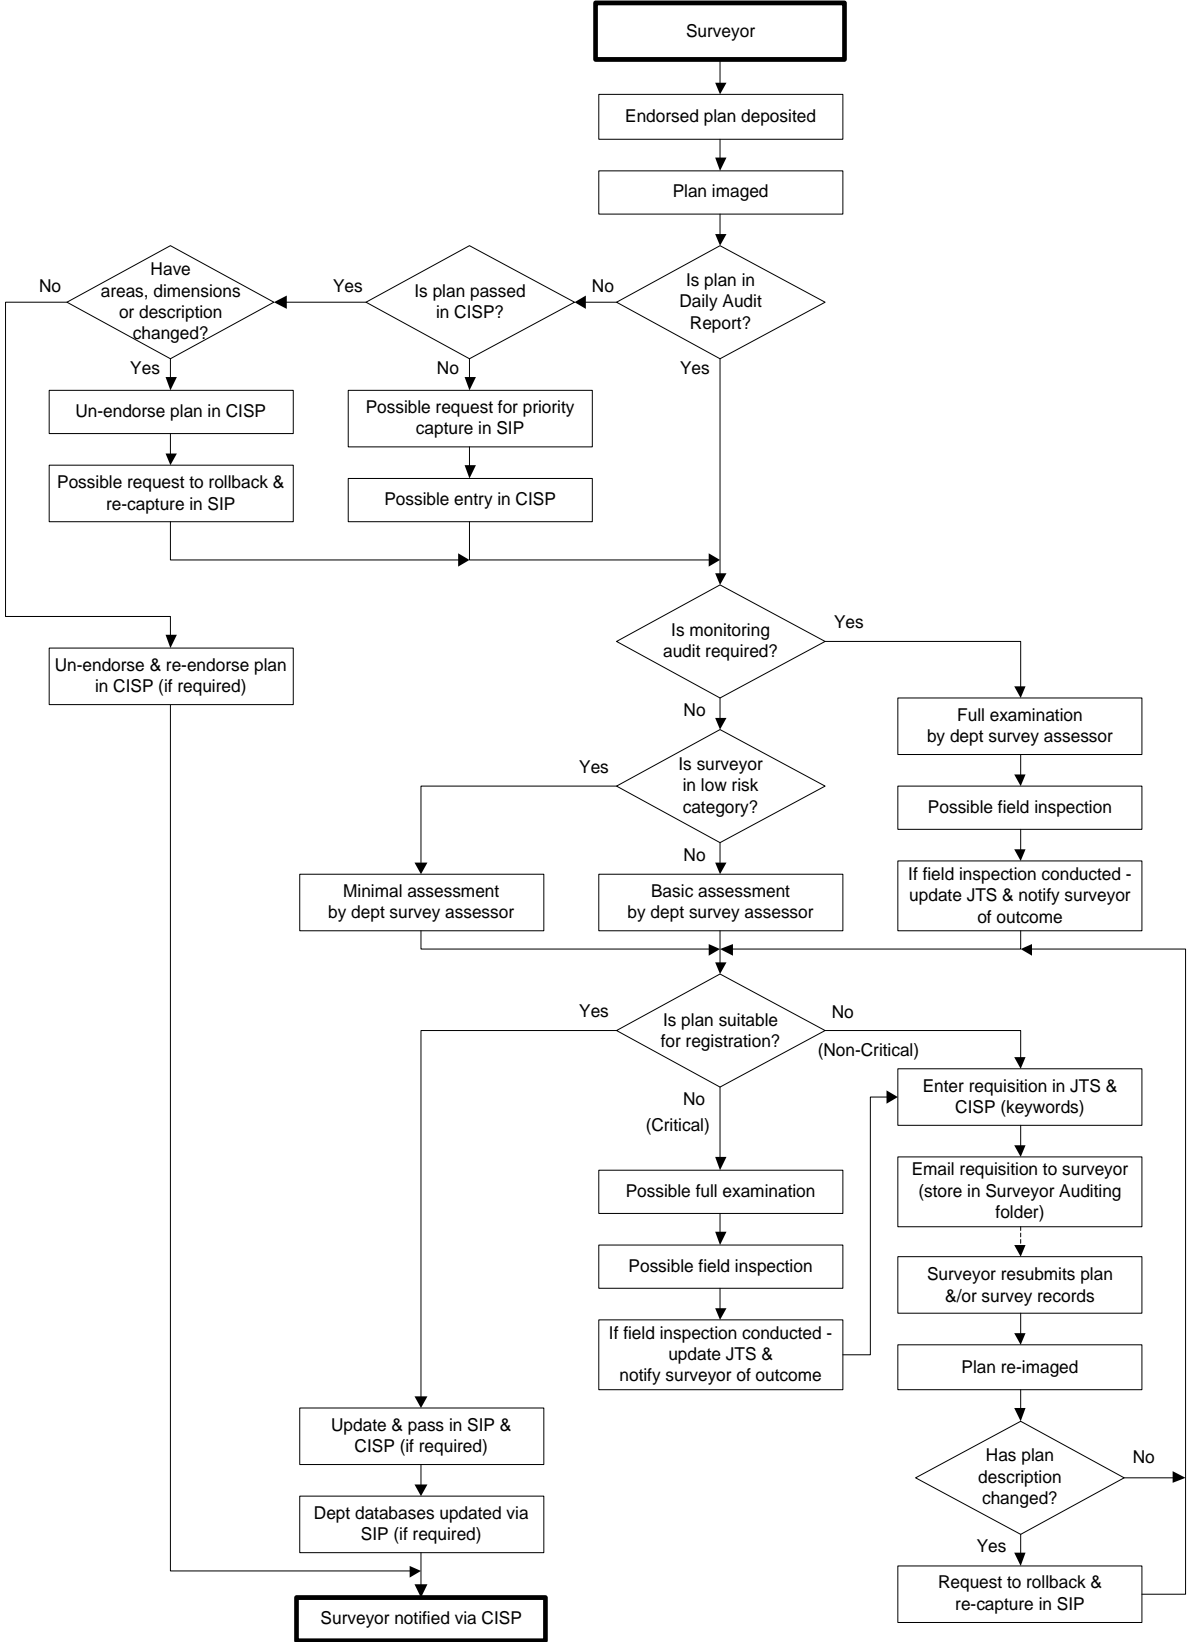 Surveyor
Endorsed plan deposited
Plan imaged
Is plan in
Daily Audit
Report?
No
Yes
Is plan passed
in CISP?
Yes
No
Have
areas, dimensions
or description
changed?
No
Yes
Un-endorse plan in CISP
Possible request to rollback &
re-capture in SIP
Possible request for priority
capture in SIP
Possible entry in CISP
Un-endorse & re-endorse plan
in CISP (if required)
Is monitoring
audit required?
Yes
No
Full examination
by dept survey assessor
Possible field inspection
If field inspection conducted -
update JTS & notify surveyor
of outcome
Is surveyor
in low risk
category?
Yes
No
Minimal assessment
by dept survey assessor
Basic assessment
by dept survey assessor
Is plan suitable
for registration?
Yes
No
(Non-Critical)
No
(Critical)
Possible full examination
Possible field inspection
If field inspection conducted -
update JTS &
notify surveyor of outcome
Enter requisition in JTS &
CISP (keywords)
Email requisition to surveyor
(store in Surveyor Auditing
folder)
Surveyor resubmits plan
&/or survey records
Plan re-imaged
Has plan
description
changed?
No
Yes
Request to rollback &
re-capture in SIP
Update & pass in SIP &
CISP (if required)
Dept databases updated via
SIP (if required)
Surveyor notified via CISP